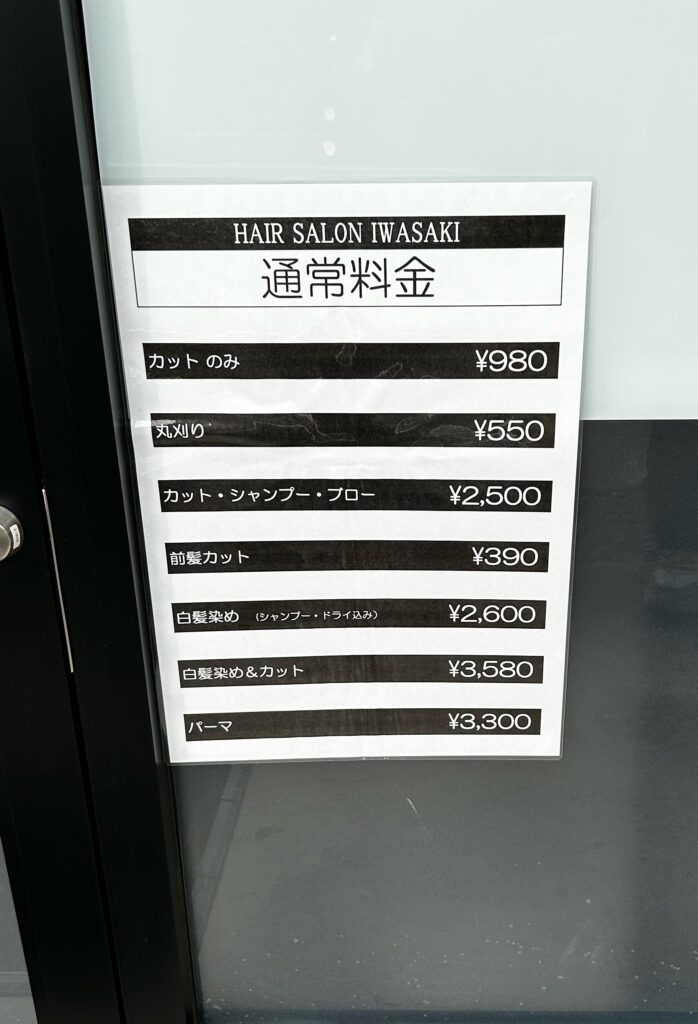 HAIR SALON IWASAKI
通常料金
カット のみ ¥980
丸刈り ¥550
カット・シャンプー・ブロー ¥2,500
前髪カット ¥390
白髪染め (シャンプー・ドライ込み) ¥2,600
白髪染め&カット ¥3,580
パーマ ¥3,300